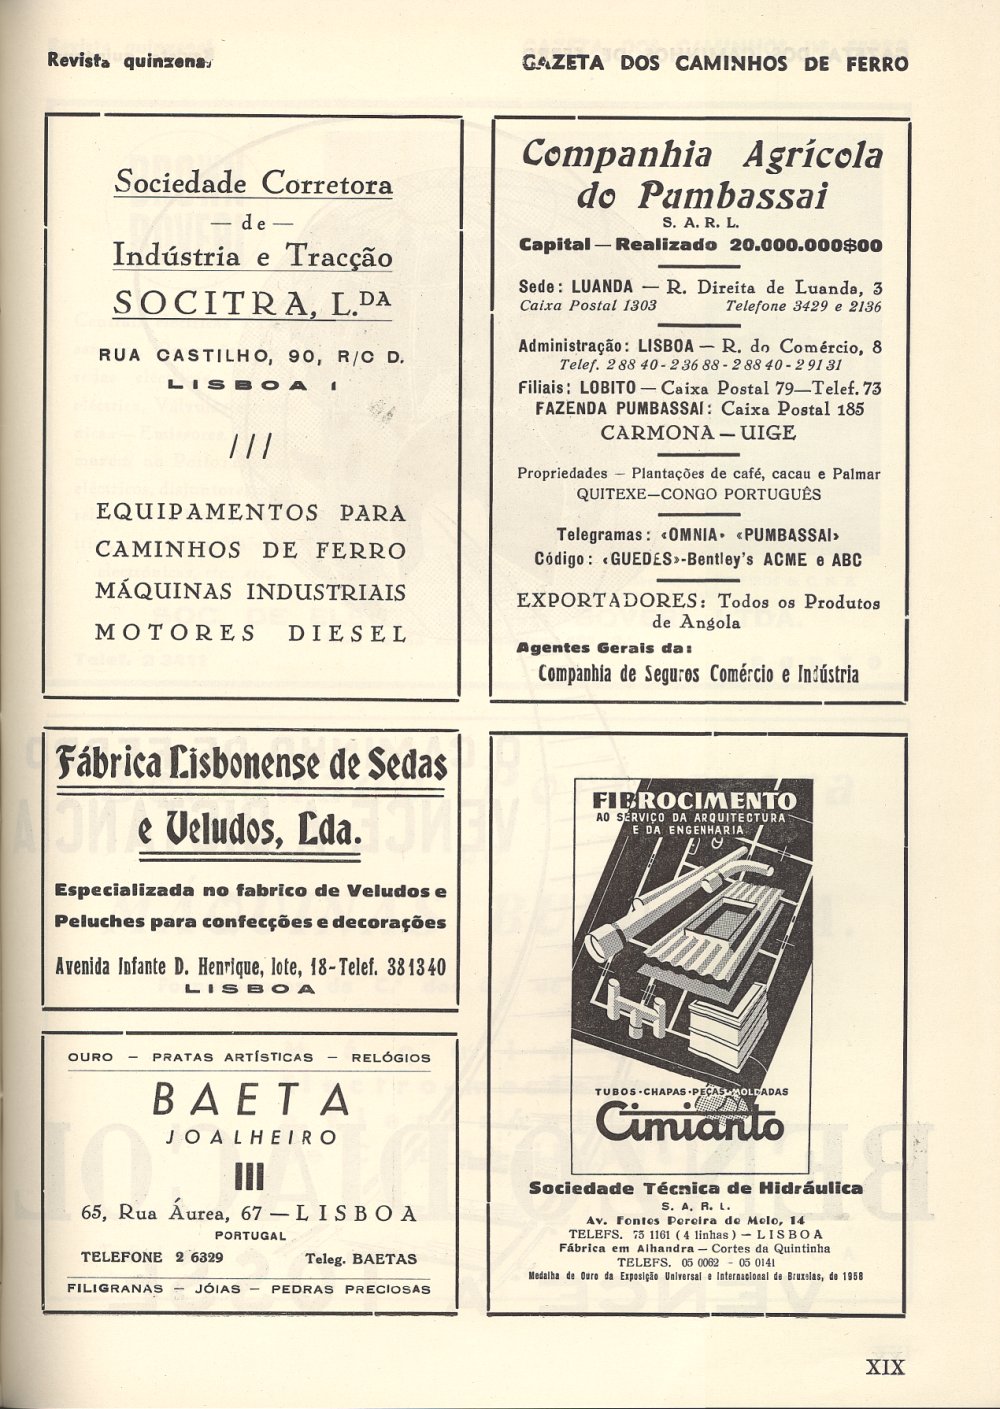 Revista quinzenal
GAZETA DOS CAMINHOS DE FERRO
Sociedade Corretora
— de —
Indústria e Tracção
SOCITRA, L.DA
RUA CASTILHO, 90, R/C D.
LISBOA 1
///
EQUIPAMENTOS PARA
CAMINHOS DE FERRO
MÁQUINAS INDUSTRIAIS
MOTORES DIESEL
Companhia Agrícola
do Pumbassai
S. A. R. L.
Capital — Realizado 20.000.000$00
Sede: LUANDA — R. Direita de Luanda, 3
Caixa Postal 1303 Telefone 3429 e 2136
Administração: LISBOA — R. do Comércio, 8
Telef. 2 88 40 - 2 36 88 - 2 88 40 - 2 91 31
Filiais: LOBITO — Caixa Postal 79—Telef. 73
FAZENDA PUMBASSAI: Caixa Postal 185
CARMONA — UIGE
Propriedades — Plantações de café, cacau e Palmar
QUITEXE—CONGO PORTUGUÊS
Telegramas: «OMNIA» «PUMBASSAI»
Código: «GUEDES»-Bentley's ACME e ABC
EXPORTADORES: Todos os Produtos
de Angola
Agentes Gerais da:
Companhia de Seguros Comércio e Indústria
Fábrica Lisbonense de Sedas
e Veludos, Lda.
Especializada no fabrico de Veludos e
Peluches para confecções e decorações
Avenida Infante D. Henrique, lote, 18-Telef. 381340
LISBOA
OURO — PRATAS ARTÍSTICAS — RELÓGIOS
BAETA
JOALHEIRO
III
65, Rua Áurea, 67 — LISBOA
PORTUGAL
TELEFONE 2 6329 Teleg. BAETAS
FILIGRANAS — JÓIAS — PEDRAS PRECIOSAS
FIBROCIMENTO
AO SERVIÇO DA ARQUITECTURA
E DA ENGENHARIA
TUBOS·CHAPAS·PEÇAS·MOLDADAS
Cimianto
Sociedade Técnica de Hidráulica
S. A. R. L.
Av. Fontes Pereira de Melo, 14
TELEFS. 75 1161 (4 linhas) — LISBOA
Fábrica em Alhandra — Cortes da Quintinha
TELEFS. 05 0062 - 05 0141
Medalha de Ouro da Exposição Universal e Internacional de Bruxelas, de 1958
XIX